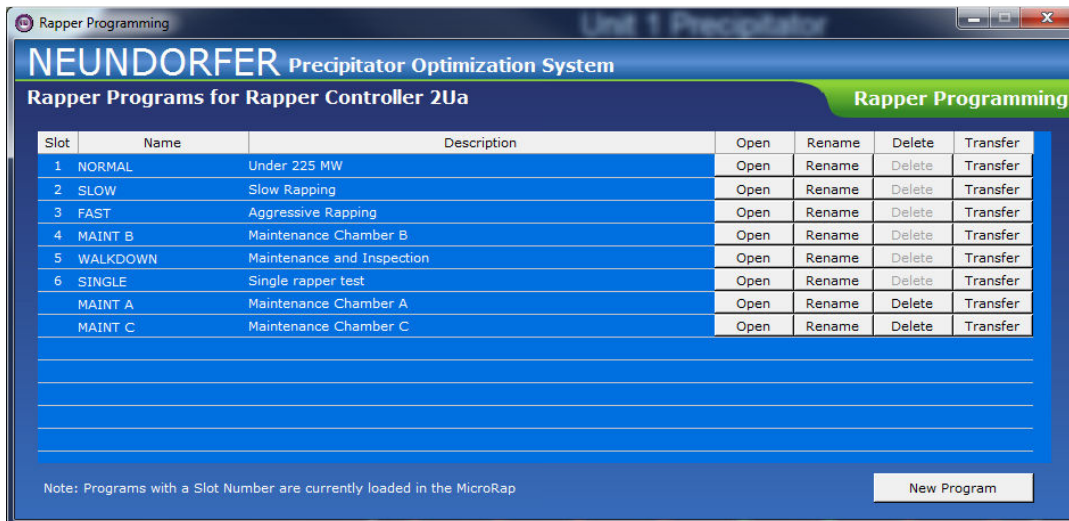 Rapper Programming
Unit 1 Precipitator
NEUNDORFER Precipitator Optimization System
Rapper Programs for Rapper Controller 2Ua
Rapper Programming
Slot Name Description Open Rename Delete Transfer
1 NORMAL Under 225 MW Open Rename Delete Transfer
2 SLOW Slow Rapping Open Rename Delete Transfer
3 FAST Aggressive Rapping Open Rename Delete Transfer
4 MAINT B Maintenance Chamber B Open Rename Delete Transfer
5 WALKDOWN Maintenance and Inspection Open Rename Delete Transfer
6 SINGLE Single rapper test Open Rename Delete Transfer
MAINT A Maintenance Chamber A Open Rename Delete Transfer
MAINT C Maintenance Chamber C Open Rename Delete Transfer
Note: Programs with a Slot Number are currently loaded in the MicroRap
New Program